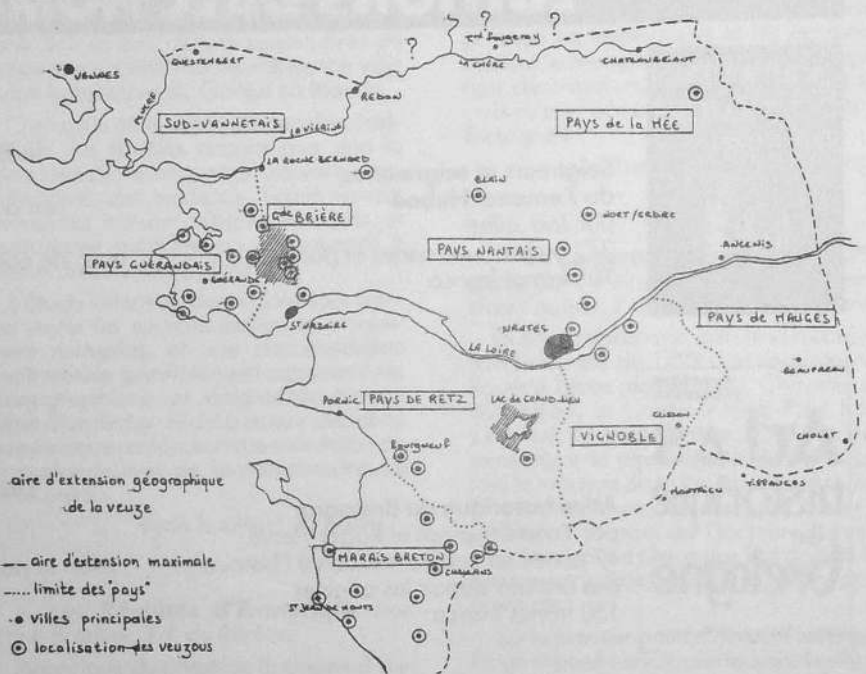 ?
?
?
Gd Fougeray
QUESTEMBERT
LA CHÈRE
CHATEAUBRIANT
VANNES
REDON
SUD-VANNETAIS
LA VILAINE
PAYS de la MÉE
LA ROCHE BERNARD
BLAIN
Gde BRIÈRE
NORT/ERDRE
PAYS NANTAIS
ANCENIS
PAYS GUÉRANDAIS
GUÉRANDE
ST NAZAIRE
NANTES
LA LOIRE
PAYS de MAUGES
BEAUPREAU
PORNIC
PAYS DE RETZ
LAC DE GRAND-LIEU
VIGNOBLE
CLISSON
CHOLET
Bourgneuf
TIFFAUGES
MONTAIGU
aire d'extension géographique
de la veuze
MARAIS BRETON
CHALLANS
ST JEAN DE MONTS
aire d'extension maximale
limite des "pays"
villes principales
localisation des veuzous